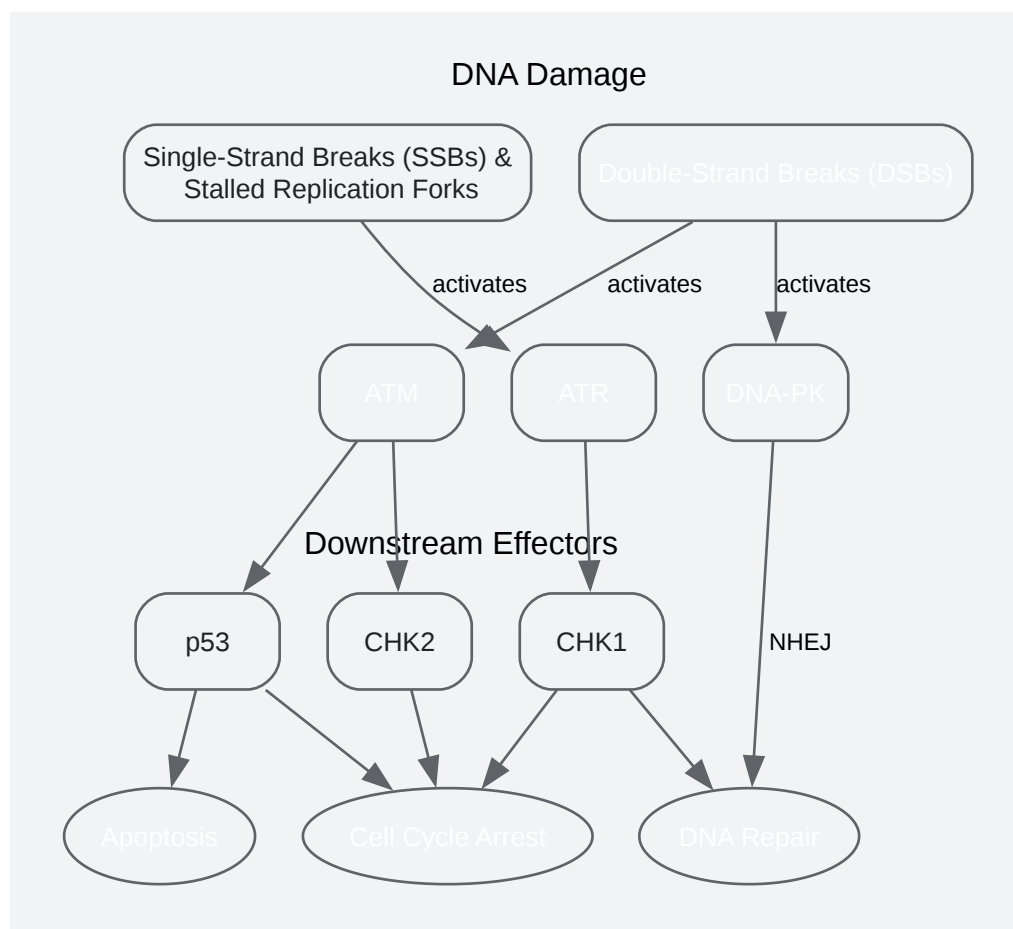 DNA Damage
Single-Strand Breaks (SSBs) &
Stalled Replication Forks
Double-Strand Breaks (DSBs)
activates
activates
activates
ATM
ATR
DNA-PK
Downstream Effectors
p53
CHK2
CHK1
NHEJ
Apoptosis
Cell Cycle Arrest
DNA Repair